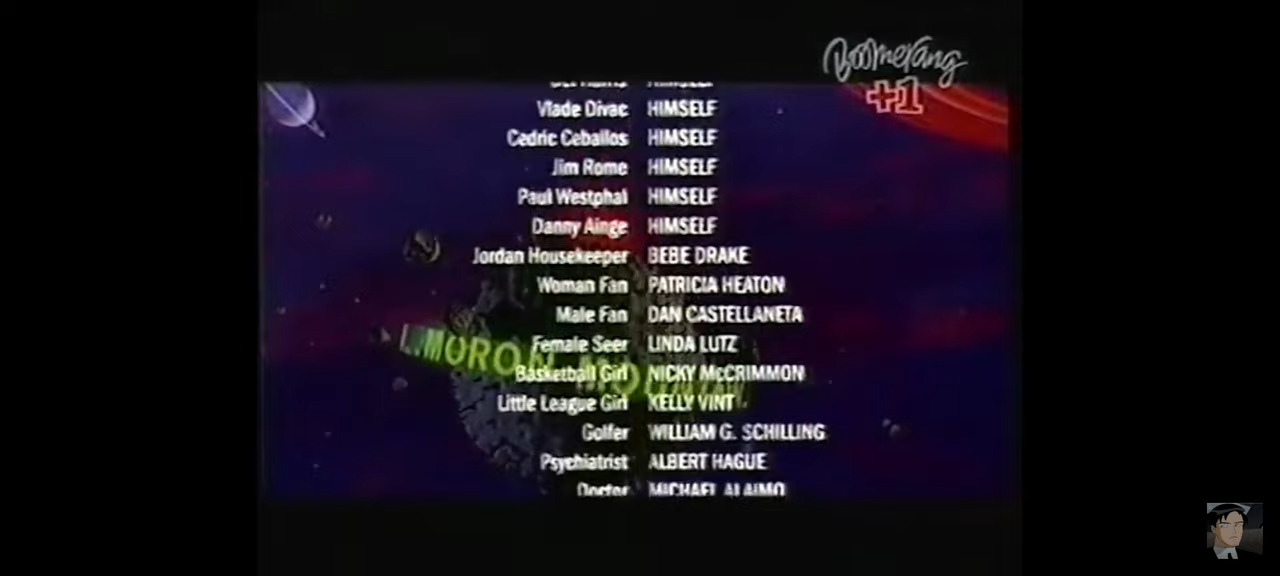 Boomerang
+1
Vlade Divac HIMSELF
Cedric Ceballos HIMSELF
Jim Rome HIMSELF
Paul Westphal HIMSELF
Danny Ainge HIMSELF
Jordan Housekeeper BEBE DRAKE
Woman Fan PATRICIA HEATON
Male Fan DAN CASTELLANETA
Female Seer LINDA LUTZ
Basketball Girl NICKY McCRIMMON
Little League Girl KELLY VINT
Golfer WILLIAM G. SCHILLING
Psychiatrist ALBERT HAGUE
Doctor MICHAEL ALAIMO
MORON MOUNTAIN